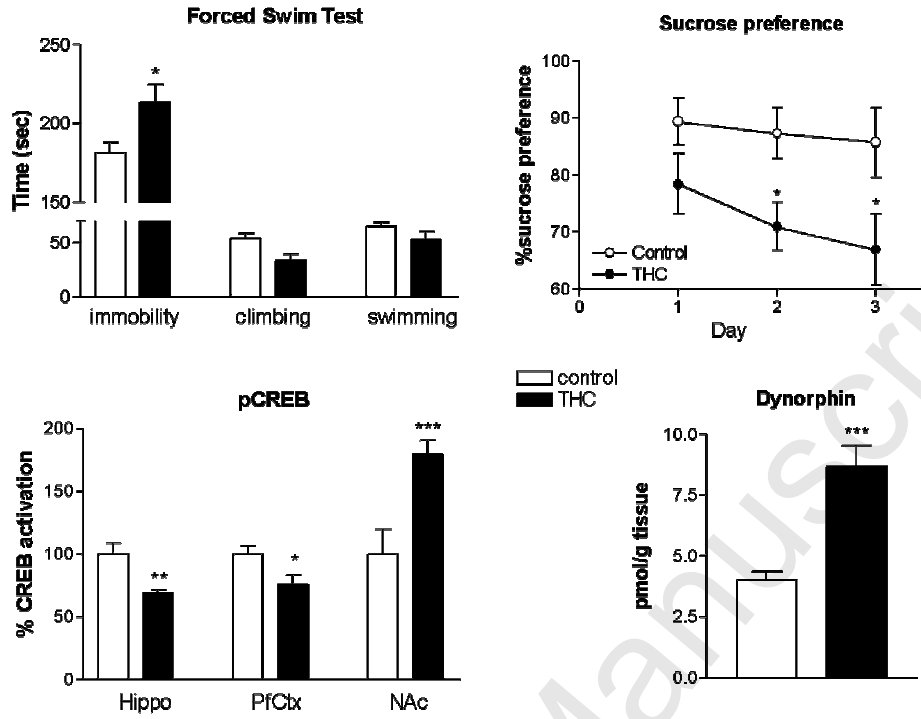 Forced Swim Test
250
200
150
50
0
Time (sec)
*
immobility
climbing
swimming
Sucrose preference
100
90
80
70
60
%sucrose preference
*
*
Control
THC
0
1
2
3
Day
pCREB
200
150
100
50
0
% CREB activation
**
*
***
Hippo
PfCtx
NAc
control
THC
Dynorphin
10.0
7.5
5.0
2.5
0.0
pmol/g tissue
***
Manuscri